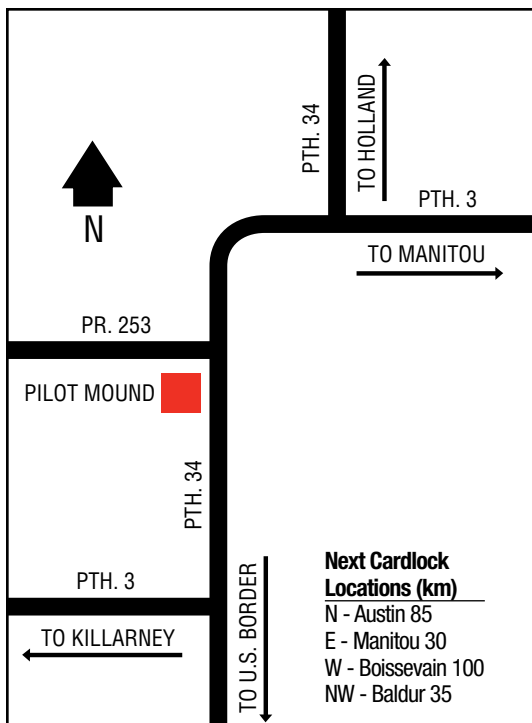 PTH. 34
TO HOLLAND
PTH. 3
N
TO MANITOU
PR. 253
PILOT MOUND
PTH. 34
PTH. 3
TO KILLARNEY
TO U.S. BORDER
Next Cardlock
Locations (km)
N - Austin 85
E - Manitou 30
W - Boissevain 100
NW - Baldur 35